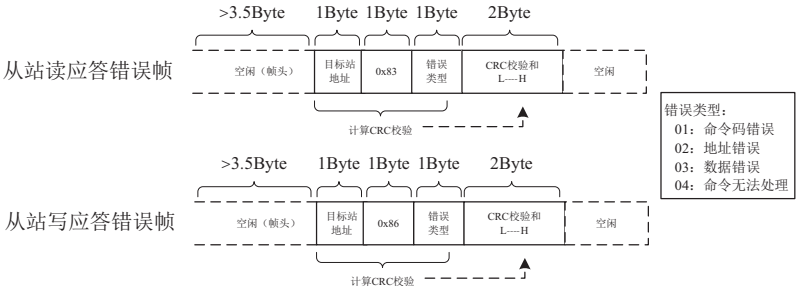 >3.5Byte 1Byte 1Byte 1Byte 2Byte
从站读应答错误帧
空闲（帧头）
目标站
地址
0x83
错误
类型
CRC校验和
L----H
空闲
计算CRC校验
错误类型：
01：命令码错误
02：地址错误
03：数据错误
04：命令无法处理
>3.5Byte 1Byte 1Byte 1Byte 2Byte
从站写应答错误帧
空闲（帧头）
目标站
地址
0x86
错误
类型
CRC校验和
L----H
空闲
计算CRC校验